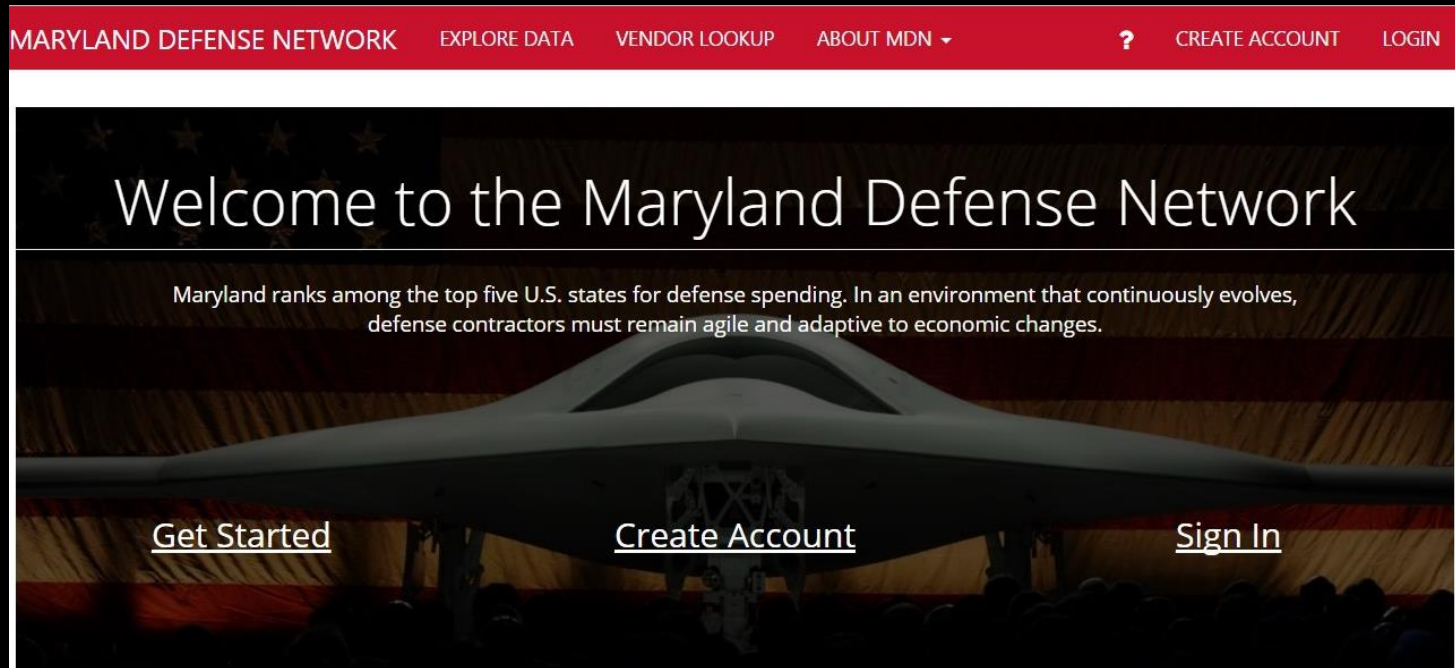 MARYLAND DEFENSE NETWORK EXPLORE DATA VENDOR LOOKUP ABOUT MDN ? CREATE ACCOUNT LOGIN
Welcome to the Maryland Defense Network
Maryland ranks among the top five U.S. states for defense spending. In an environment that continuously evolves,
defense contractors must remain agile and adaptive to economic changes.
Get Started Create Account Sign In